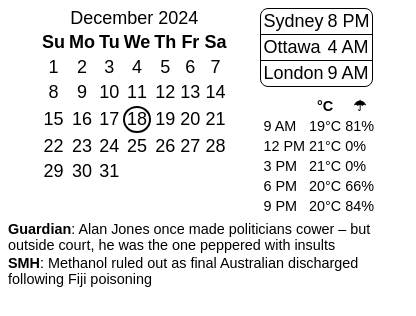 December 2024
Su Mo Tu We Th Fr Sa
1 2 3 4 5 6 7
8 9 10 11 12 13 14
15 16 17 18 19 20 21
22 23 24 25 26 27 28
29 30 31
Sydney 8 PM
Ottawa 4 AM
London 9 AM
°C ☂
9 AM 19°C 81%
12 PM 21°C 0%
3 PM 21°C 0%
6 PM 20°C 66%
9 PM 20°C 84%
Guardian: Alan Jones once made politicians cower – but
outside court, he was the one peppered with insults
SMH: Methanol ruled out as final Australian discharged
following Fiji poisoning